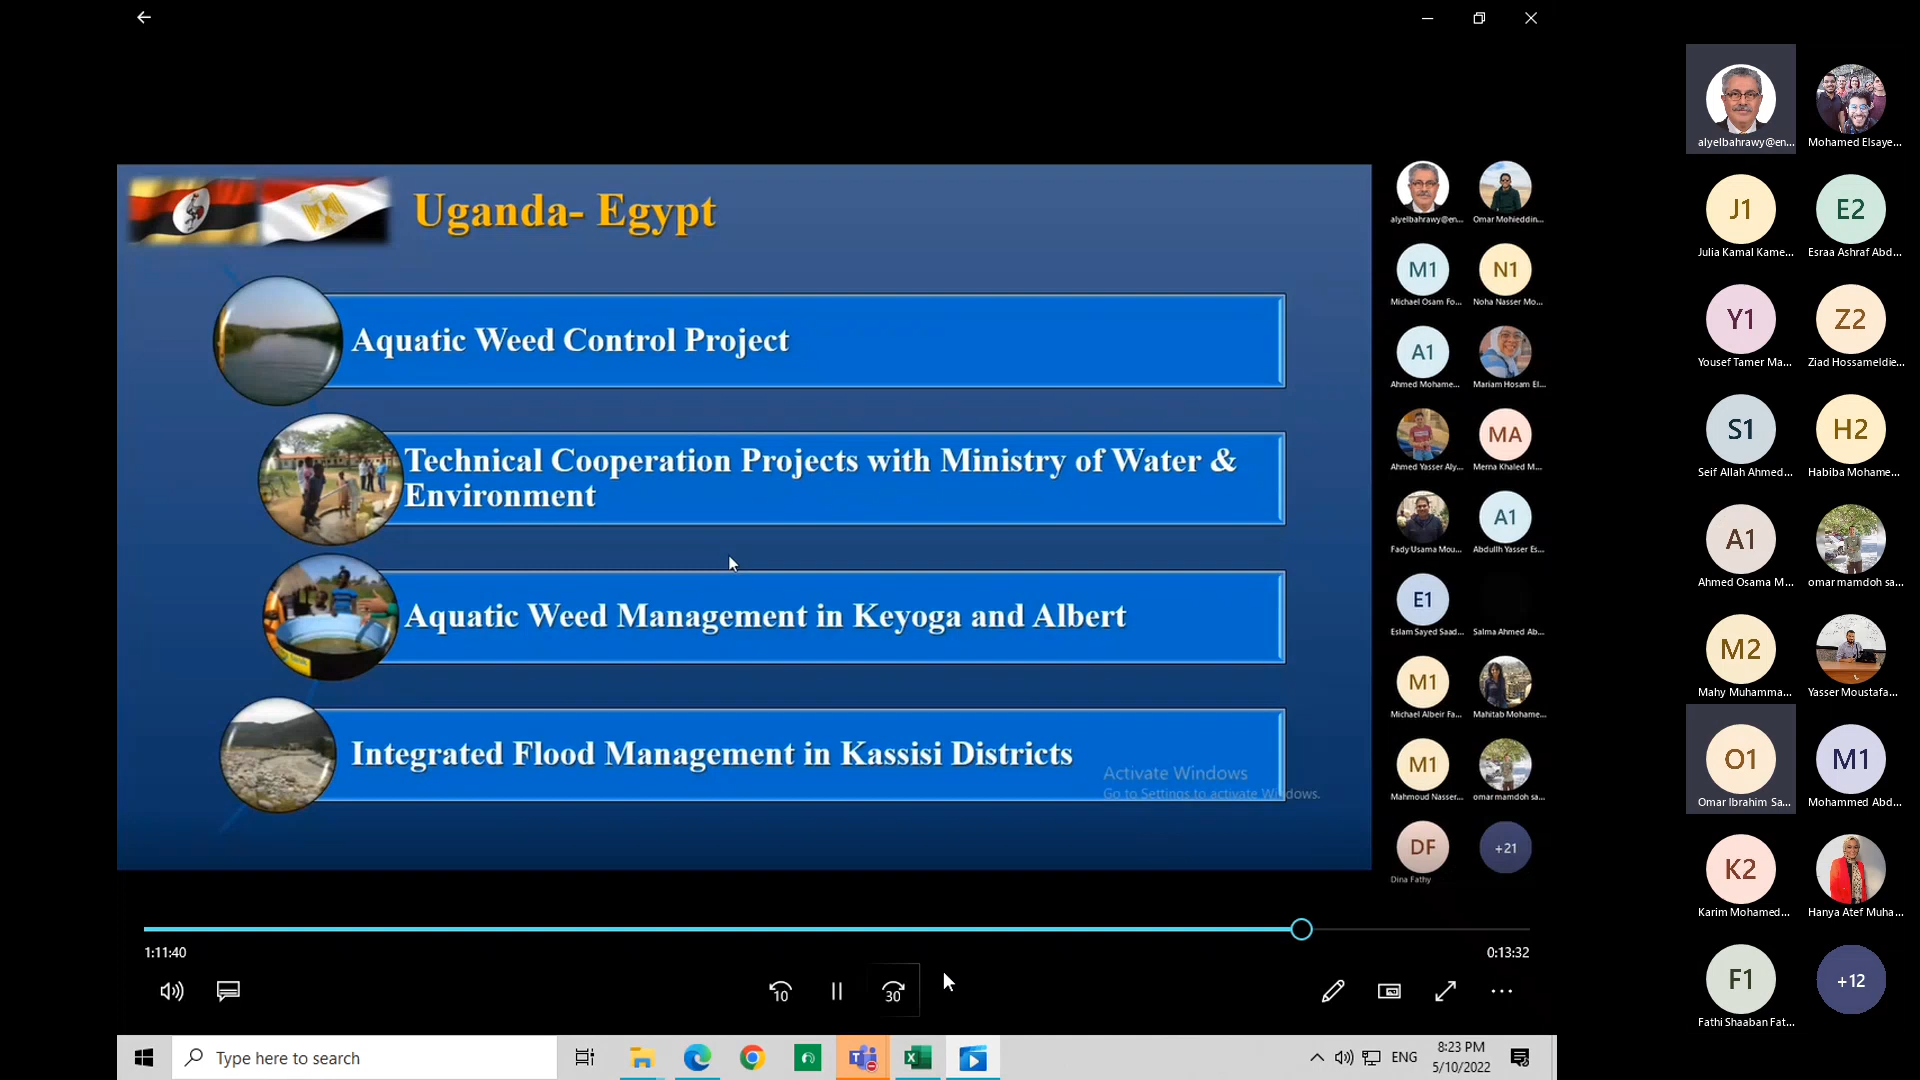 Uganda- Egypt
Aquatic Weed Control Project
Technical Cooperation Projects with Ministry of Water &
Environment
Aquatic Weed Management in Keyoga and Albert
Integrated Flood Management in Kassisi Districts
Activate Windows
Go to Settings to activate Windows.
alyelbahrawy@en...
Omar Mohieddin...
M1
Michael Osam Fo...
N1
Noha Nasser Mo...
A1
Ahmed Mohame...
Mariam Hosam El...
Ahmed Yasser Aly...
MA
Merna Khaled M...
Fady Usama Mou...
A1
Abdullh Yasser Es...
E1
Eslam Sayed Saad...
Salma Ahmed Ab...
M1
Michael Albeir Fa...
Mahitab Mohame...
M1
Mahmoud Nasser...
omar mamdoh sa...
DF
Dina Fathy
+21
1:11:40
0:13:32
10
30
Type here to search
ENG
8:23 PM
5/10/2022
alyelbahrawy@en...
Mohamed Elsaye...
J1
Julia Kamal Kame...
E2
Esraa Ashraf Abd...
Y1
Yousef Tamer Ma...
Z2
Ziad Hossameldie...
S1
Seif Allah Ahmed...
H2
Habiba Mohame...
A1
Ahmed Osama M...
omar mamdoh sa...
M2
Mahy Muhamma...
Yasser Moustafa...
O1
Omar Ibrahim Sa...
M1
Mohammed Abd...
K2
Karim Mohamed...
Hanya Atef Muha...
F1
Fathi Shaaban Fat...
+12